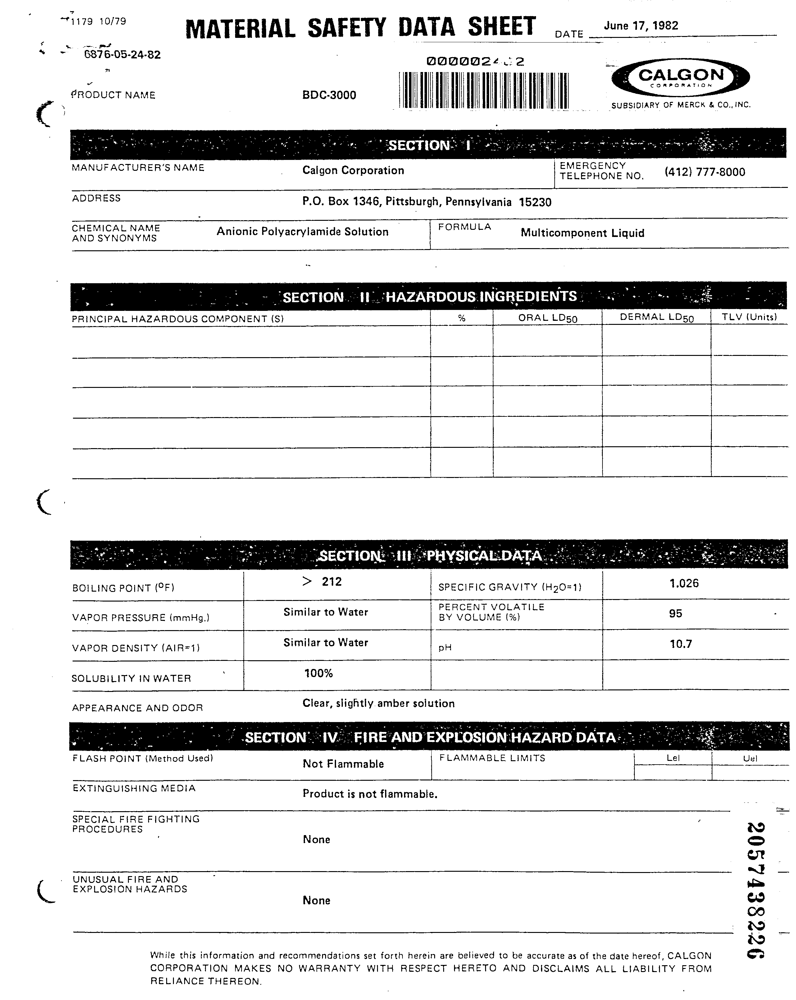 1179 10/79
MATERIAL SAFETY DATA SHEET DATE June 17, 1982
6876-05-24-82
PRODUCT NAME BDC-3000
CALGON
CORPORATION
SUBSIDIARY OF MERCK & CO., INC.
SECTION I
MANUFACTURER'S NAME Calgon Corporation EMERGENCY TELEPHONE NO. (412) 777-8000
ADDRESS P.O. Box 1346, Pittsburgh, Pennsylvania 15230
CHEMICAL NAME AND SYNONYMS Anionic Polyacrylamide Solution FORMULA Multicomponent Liquid
SECTION II HAZARDOUS INGREDIENTS
PRINCIPAL HAZARDOUS COMPONENT (S) % ORAL LD50 DERMAL LD50 TLV (Units)
SECTION III PHYSICAL DATA
BOILING POINT (ºF) > 212 SPECIFIC GRAVITY (H2O=1) 1.026
VAPOR PRESSURE (mmHg.) Similar to Water PERCENT VOLATILE BY VOLUME (%) 95
VAPOR DENSITY (AIR=1) Similar to Water pH 10.7
SOLUBILITY IN WATER 100%
APPEARANCE AND ODOR Clear, slightly amber solution
SECTION IV FIRE AND EXPLOSION HAZARD DATA
FLASH POINT (Method Used) Not Flammable FLAMMABLE LIMITS Lel Uel
EXTINGUISHING MEDIA Product is not flammable.
SPECIAL FIRE FIGHTING
PROCEDURES
None
UNUSUAL FIRE AND
EXPLOSION HAZARDS
None
2057438226
While this information and recommendations set forth herein are believed to be accurate as of the date hereof, CALGON
CORPORATION MAKES NO WARRANTY WITH RESPECT HERETO AND DISCLAIMS ALL LIABILITY FROM
RELIANCE THEREON.